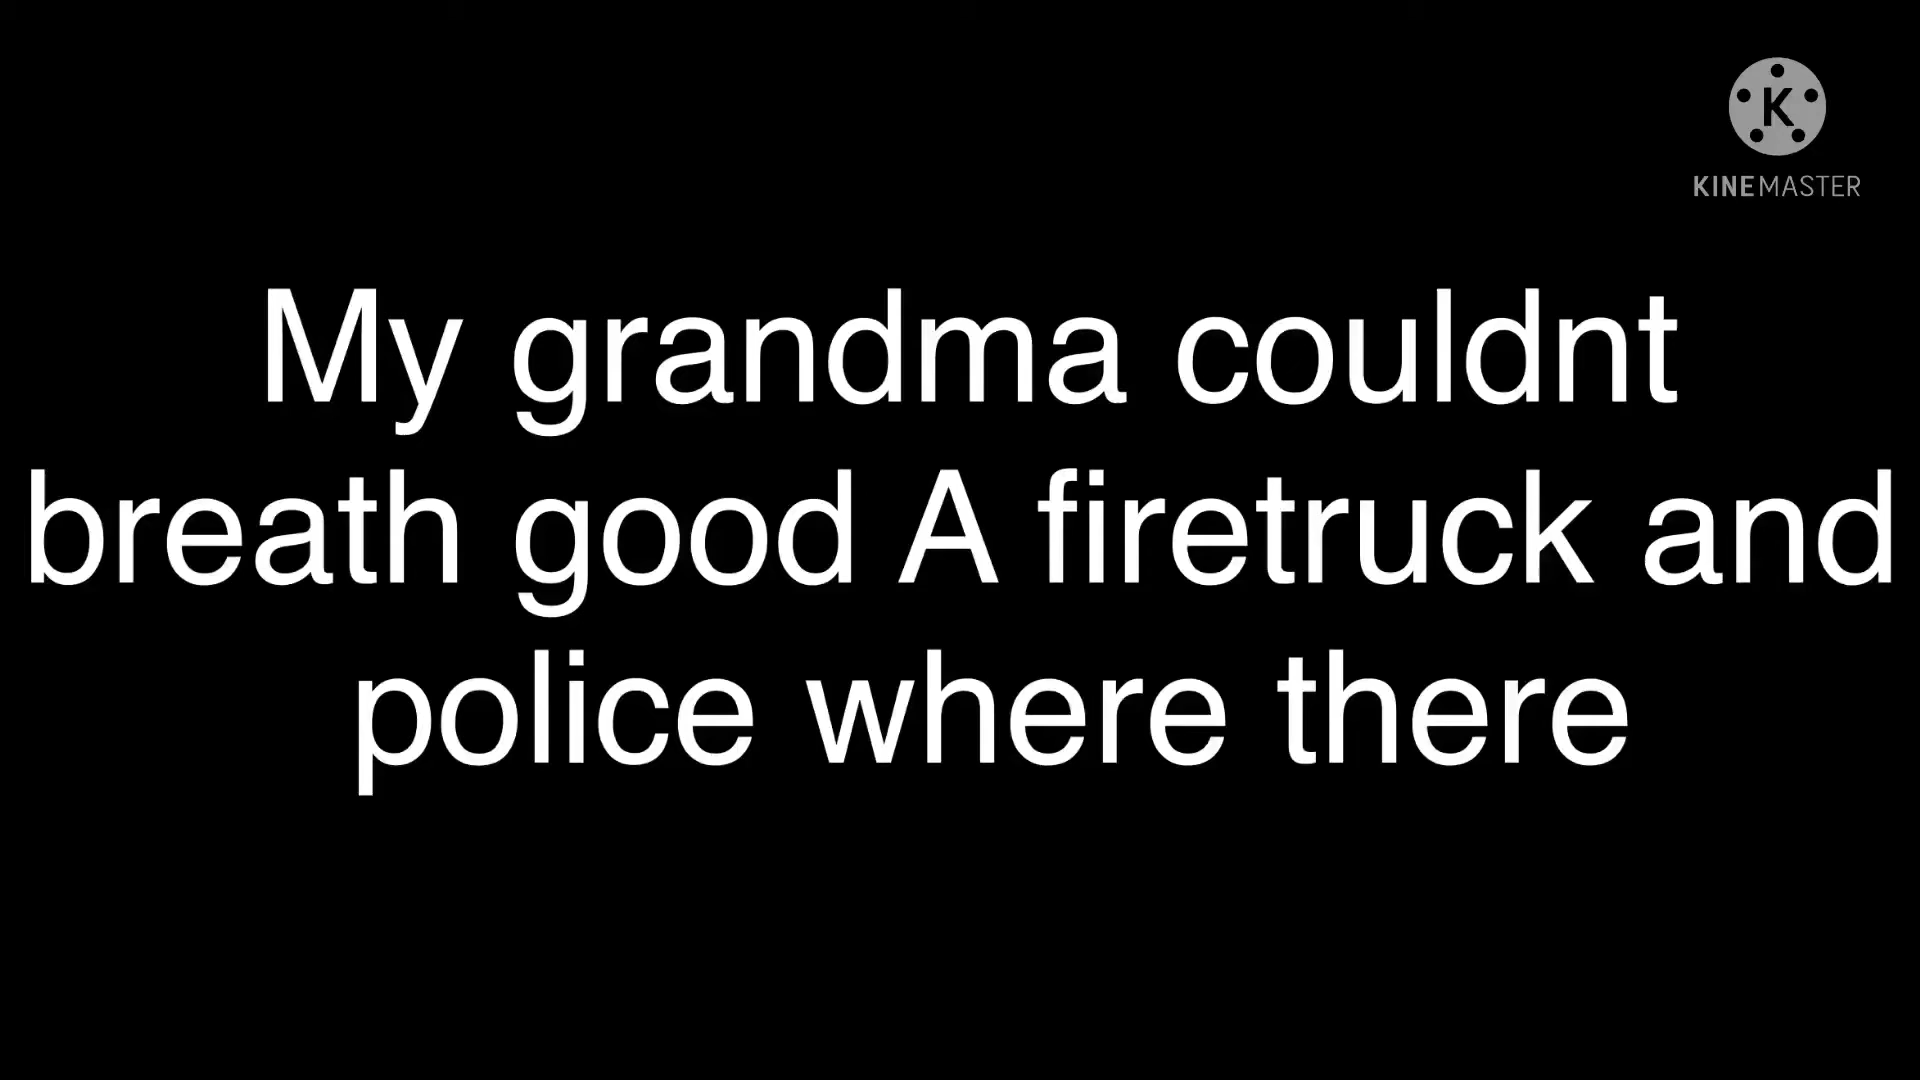 K
KINEMASTER
My grandma couldnt
breath good A firetruck and
police where there